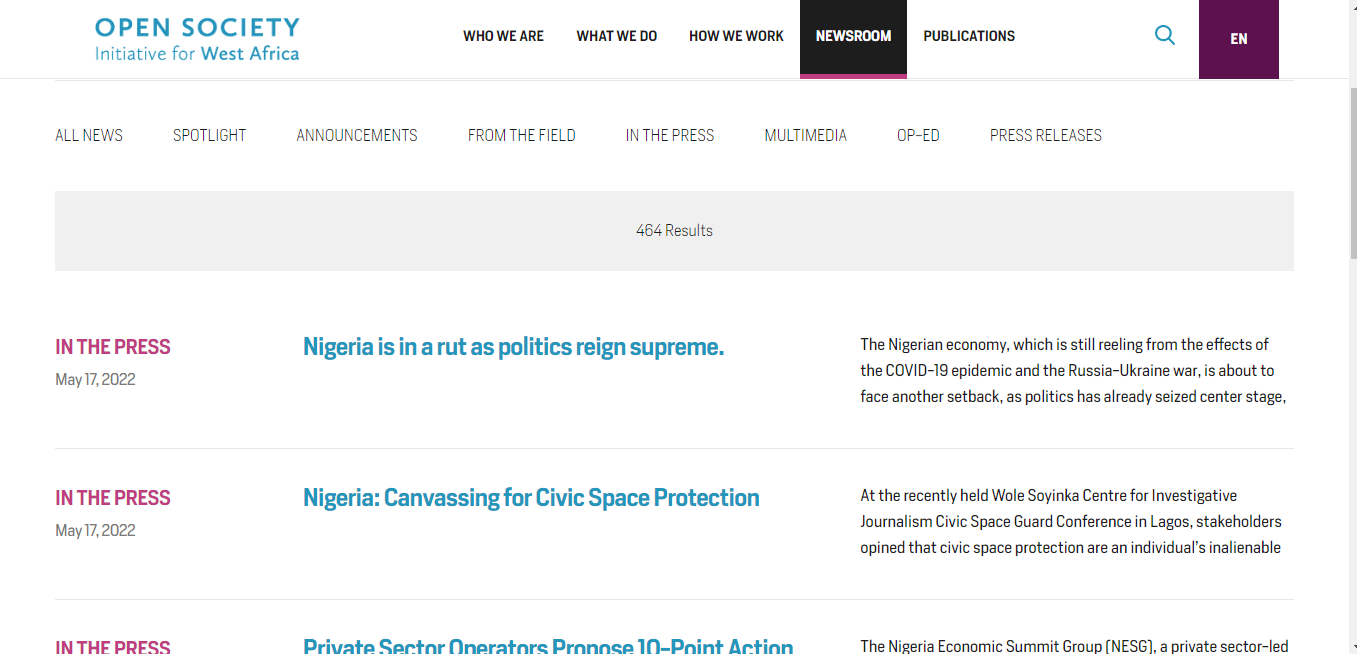 OPEN SOCIETY
Initiative for West Africa
WHO WE ARE
WHAT WE DO
HOW WE WORK
NEWSROOM
PUBLICATIONS
EN
ALL NEWS
SPOTLIGHT
ANNOUNCEMENTS
FROM THE FIELD
IN THE PRESS
MULTIMEDIA
OP-ED
PRESS RELEASES
464 Results
IN THE PRESS
May 17, 2022
Nigeria is in a rut as politics reign supreme.
The Nigerian economy, which is still reeling from the effects of
the COVID-19 epidemic and the Russia-Ukraine war, is about to
face another setback, as politics has already seized center stage,
IN THE PRESS
May 17, 2022
Nigeria: Canvassing for Civic Space Protection
At the recently held Wole Soyinka Centre for Investigative
Journalism Civic Space Guard Conference in Lagos, stakeholders
opined that civic space protection are an individual's inalienable
IN THE PRESS
Private Sector Operators Propose 10-Point Action
The Nigeria Economic Summit Group (NESG), a private sector-led